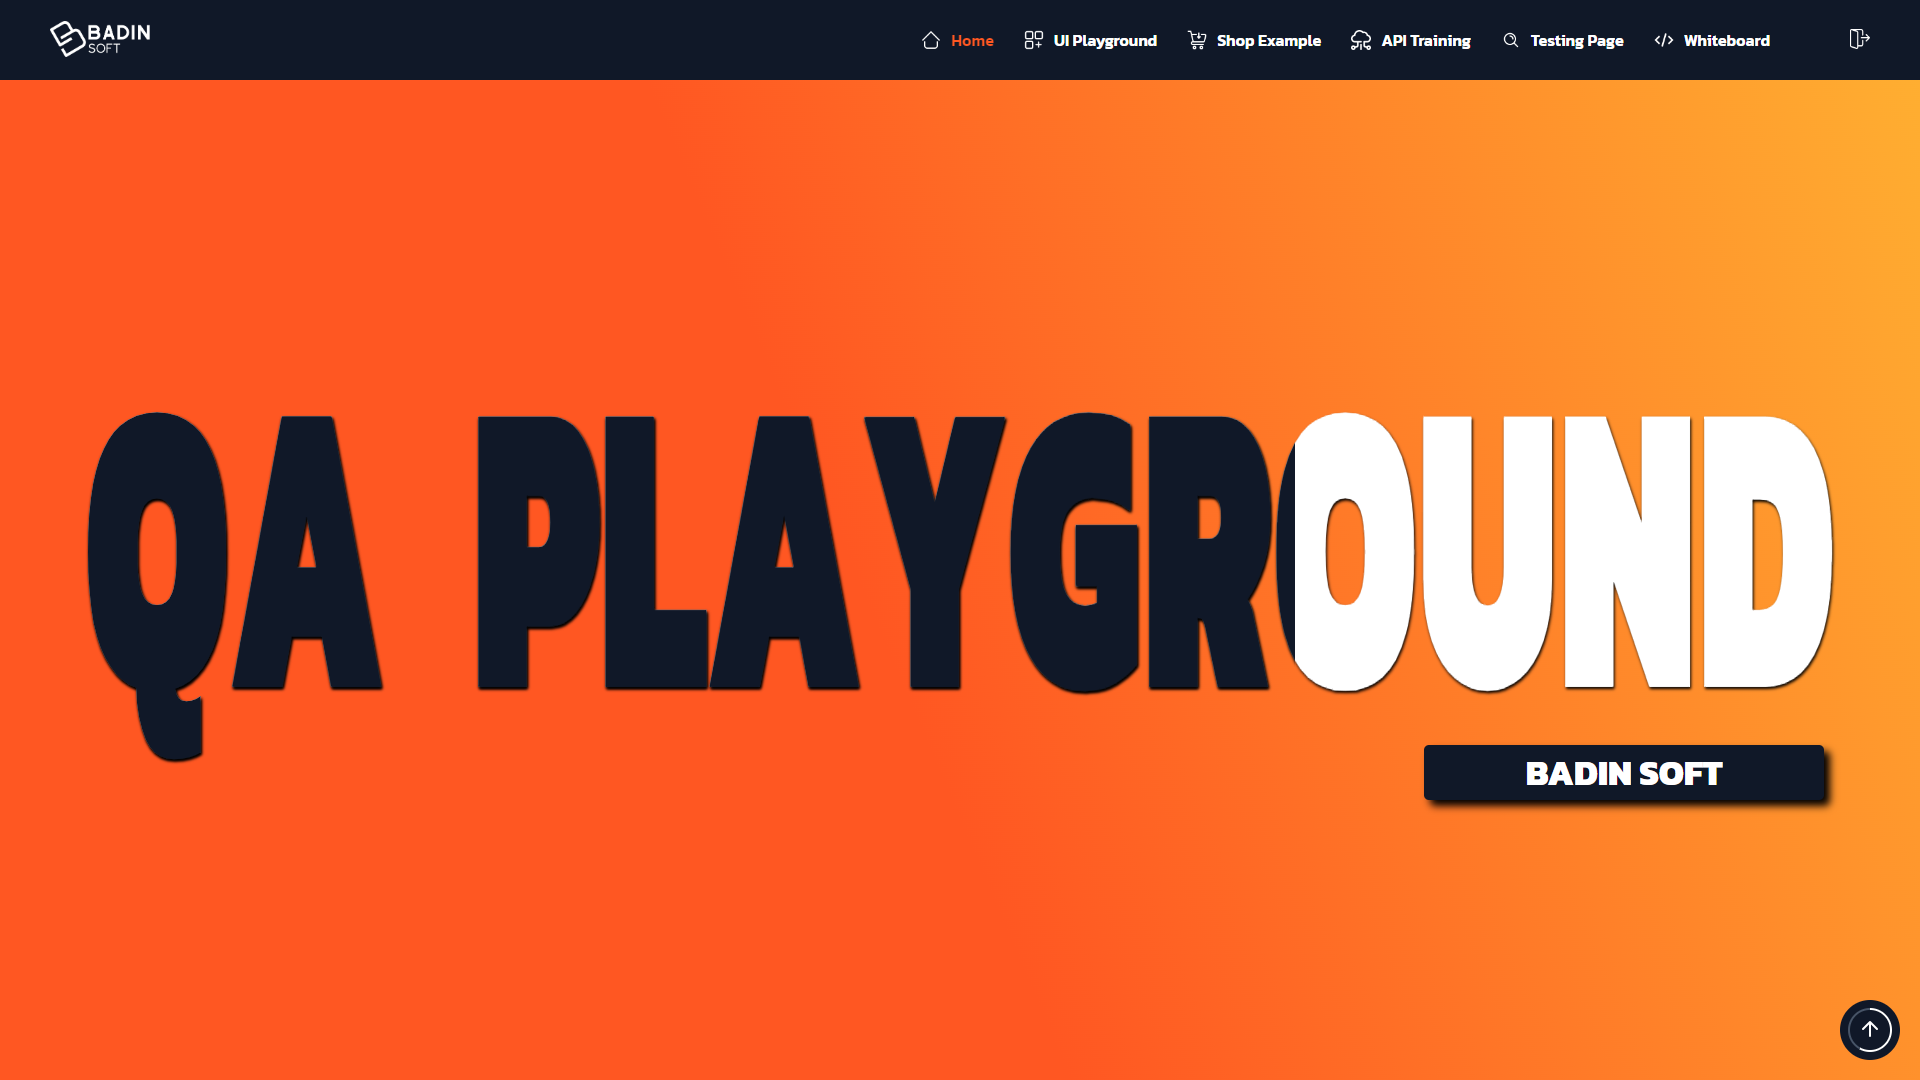 BADIN
SOFT
Home
UI Playground
Shop Example
API Training
Testing Page
Whiteboard
QA PLAYGROUND
BADIN SOFT